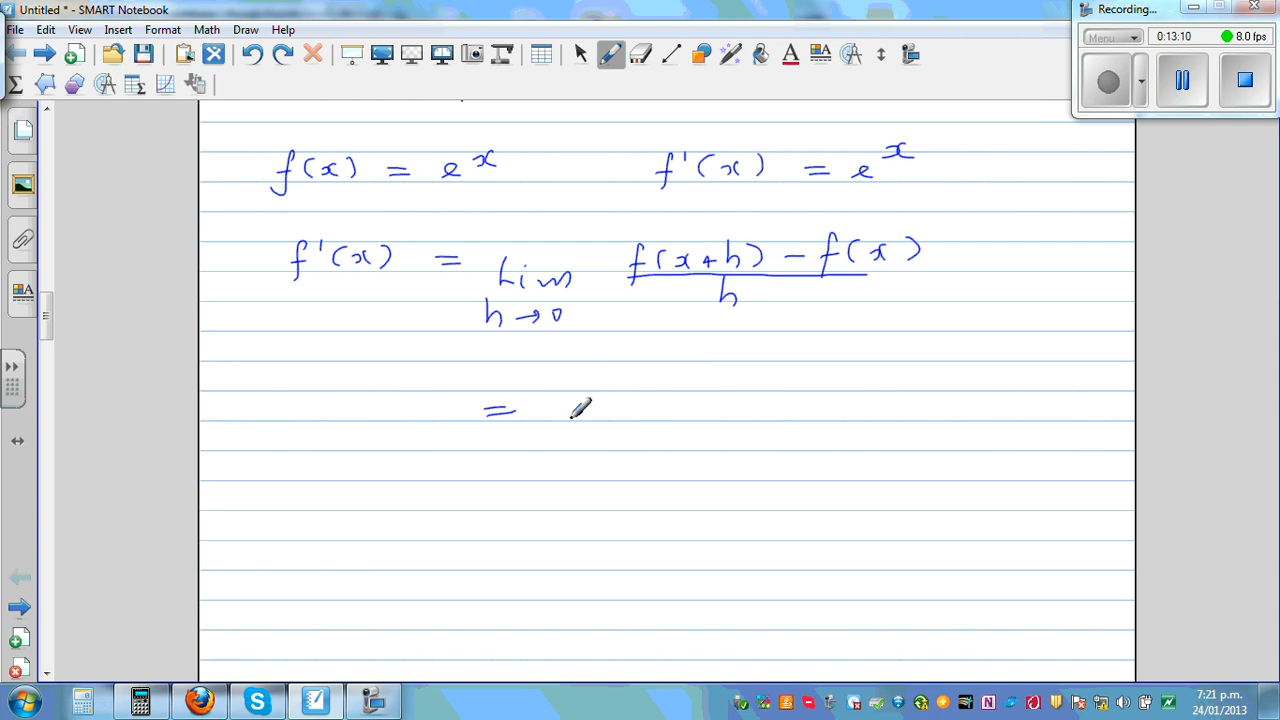 Untitled * - SMART Notebook
Recording...
File Edit View Insert Format Math Draw Help
Menu
0:13:10
8.0 fps
f(x) = e^x f'(x) = e^x
f'(x) = Lim f(x+h) - f(x)
h
h→0
=
7:21 p.m.
24/01/2013